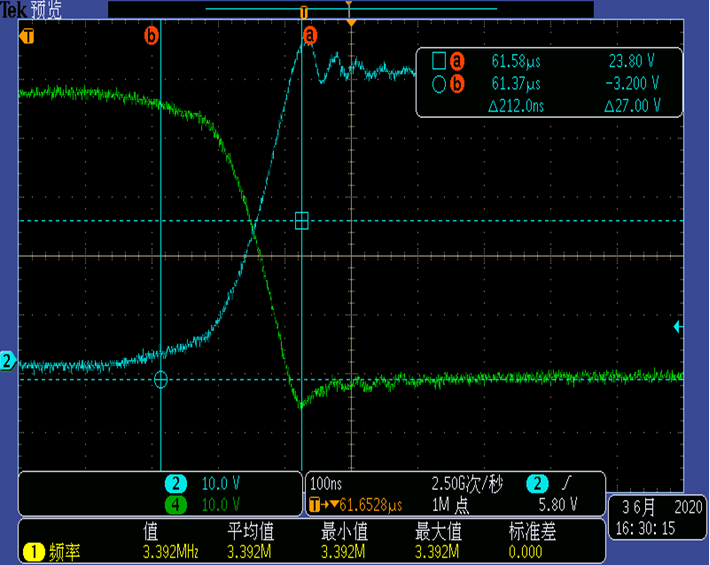 Tek 预览
T
T b a
a 61.58μs 23.80 V
b 61.37μs -3.200 V
Δ212.0ns Δ27.00 V
2
2 10.0 V
4 10.0 V
100ns 2.50G次/秒 2
T→▼61.6528μs 1M 点 5.80 V
3 6月 2020
16:30:15
值 平均值 最小值 最大值 标准差
1 频率 3.392MHz 3.392M 3.392M 3.392M 0.000